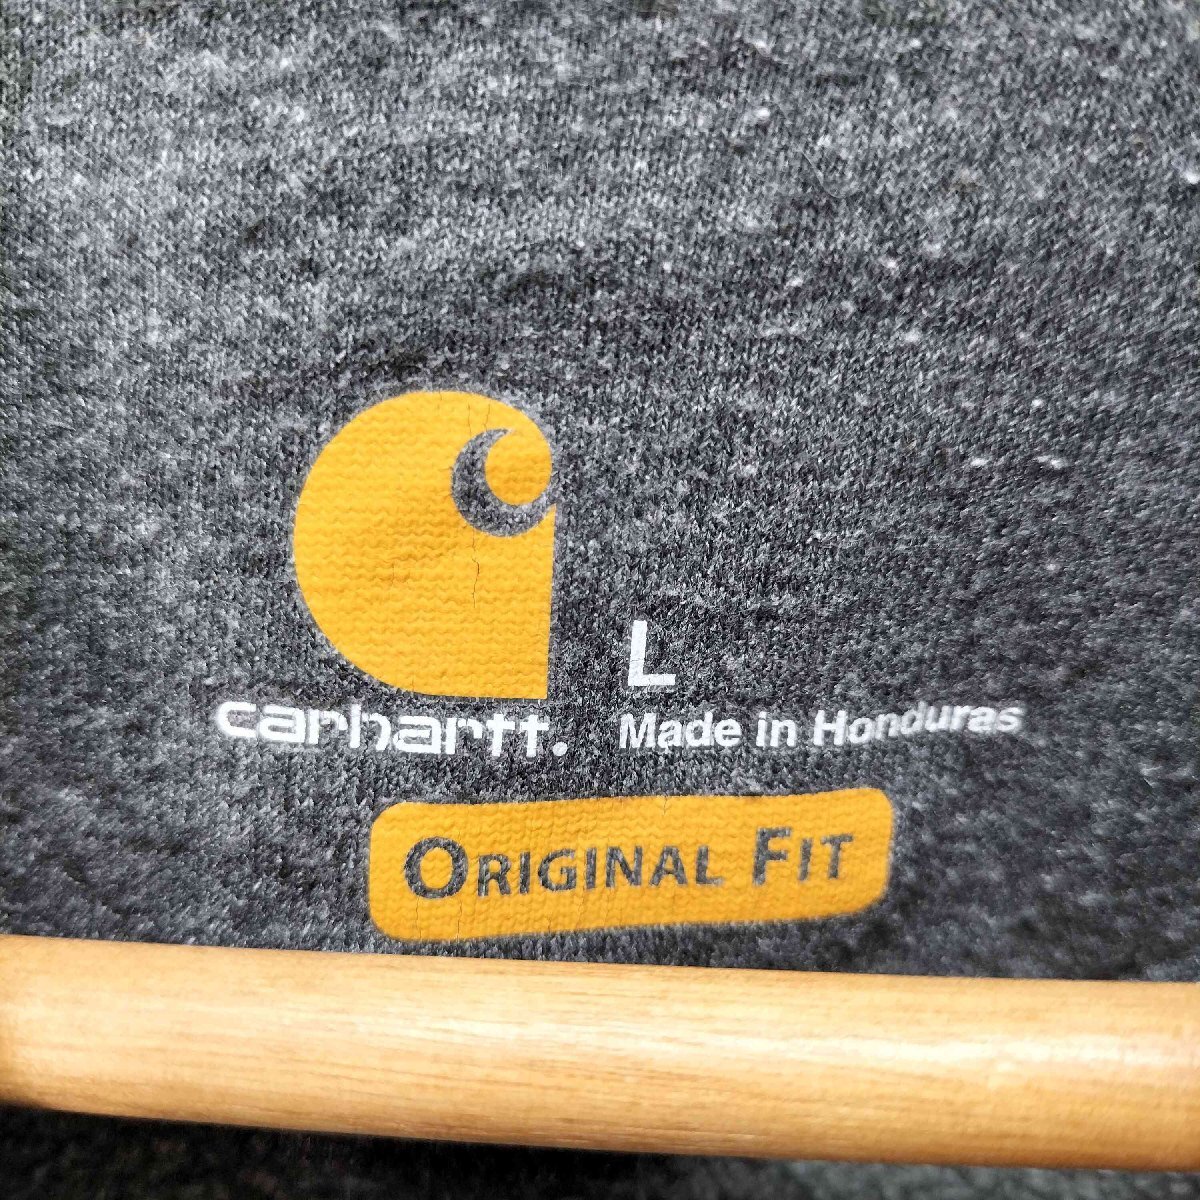 L
carhartt.
Made in Honduras
ORIGINAL FIT